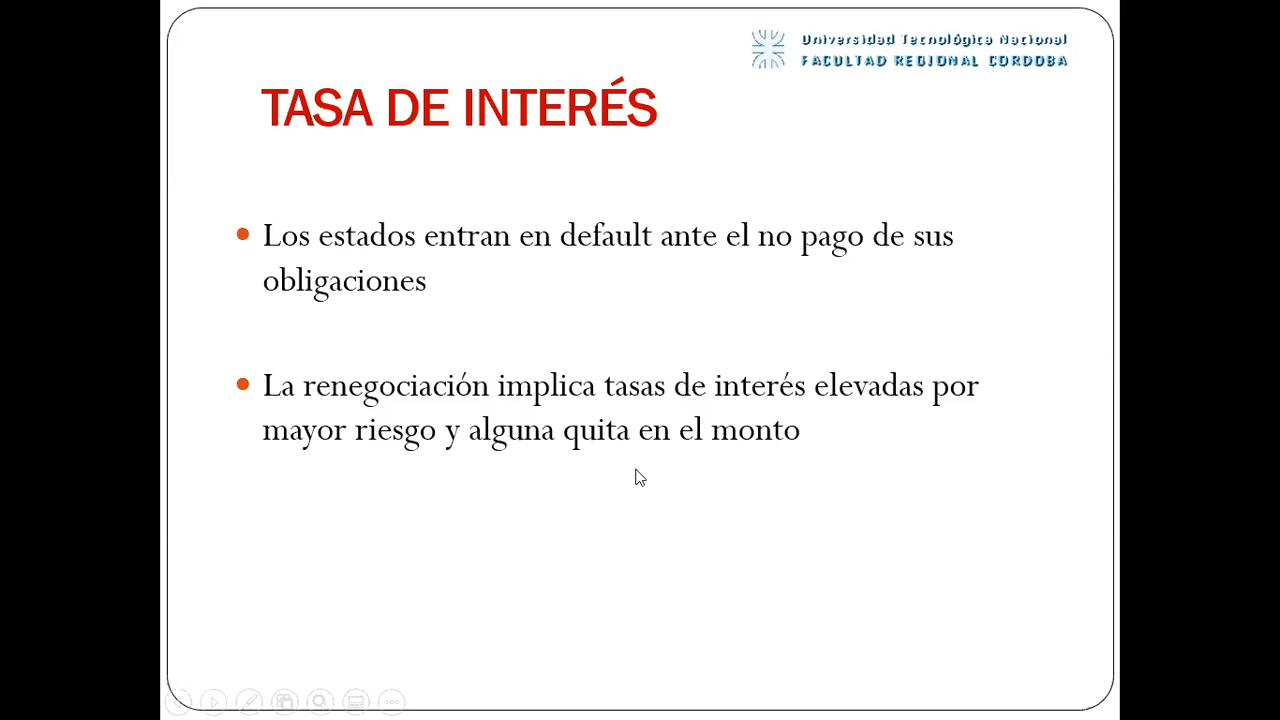 Universidad Tecnológica Nacional
FACULTAD REGIONAL CORDOBA
TASA DE INTERÉS
• Los estados entran en default ante el no pago de sus
obligaciones
• La renegociación implica tasas de interés elevadas por
mayor riesgo y alguna quita en el monto